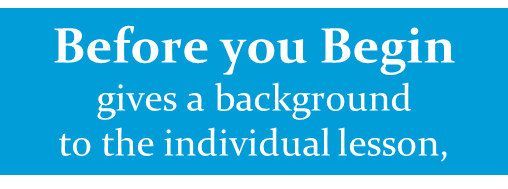 Before you Begin
gives a background
to the individual lesson,